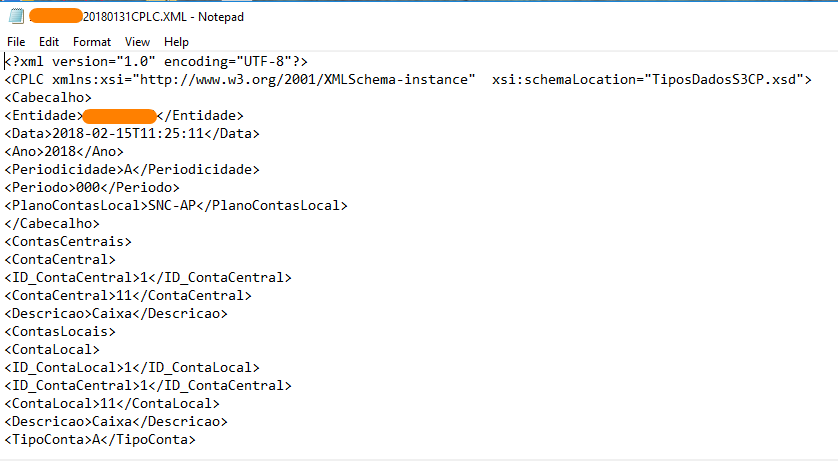 20180131CPLC.XML - Notepad
File Edit Format View Help
<?xml version="1.0" encoding="UTF-8"?>
<CPLC xmlns:xsi="http://www.w3.org/2001/XMLSchema-instance"  xsi:schemaLocation="TiposDadosS3CP.xsd">
<Cabecalho>
<Entidade></Entidade>
<Data>2018-02-15T11:25:11</Data>
<Ano>2018</Ano>
<Periodicidade>A</Periodicidade>
<Periodo>000</Periodo>
<PlanoContasLocal>SNC-AP</PlanoContasLocal>
</Cabecalho>
<ContasCentrais>
<ContaCentral>
<ID_ContaCentral>1</ID_ContaCentral>
<ContaCentral>11</ContaCentral>
<Descricao>Caixa</Descricao>
<ContasLocais>
<ContaLocal>
<ID_ContaLocal>1</ID_ContaLocal>
<ID_ContaCentral>1</ID_ContaCentral>
<ContaLocal>11</ContaLocal>
<Descricao>Caixa</Descricao>
<TipoConta>A</TipoConta>